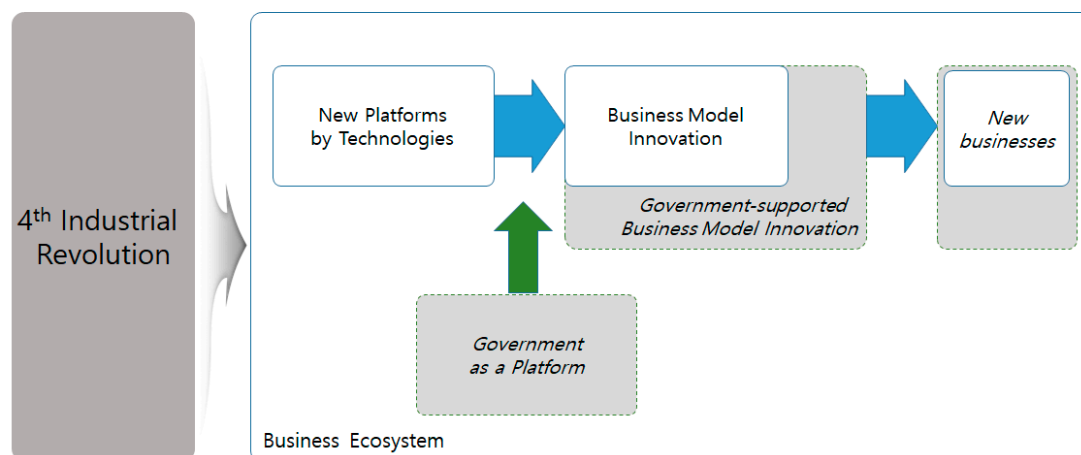 4th Industrial
Revolution
New Platforms
by Technologies
Business Model
Innovation
New
businesses
Government-supported
Business Model Innovation
Government
as a Platform
Business Ecosystem